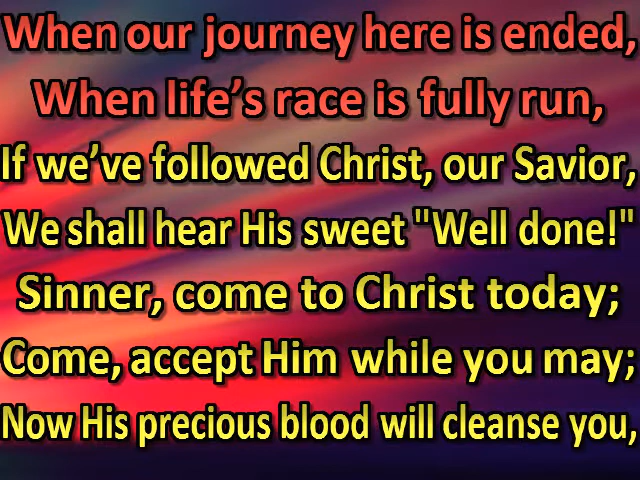 When our journey here is ended,
When life’s race is fully run,
If we’ve followed Christ, our Savior,
We shall hear His sweet "Well done!"
Sinner, come to Christ today;
Come, accept Him while you may;
Now His precious blood will cleanse you,